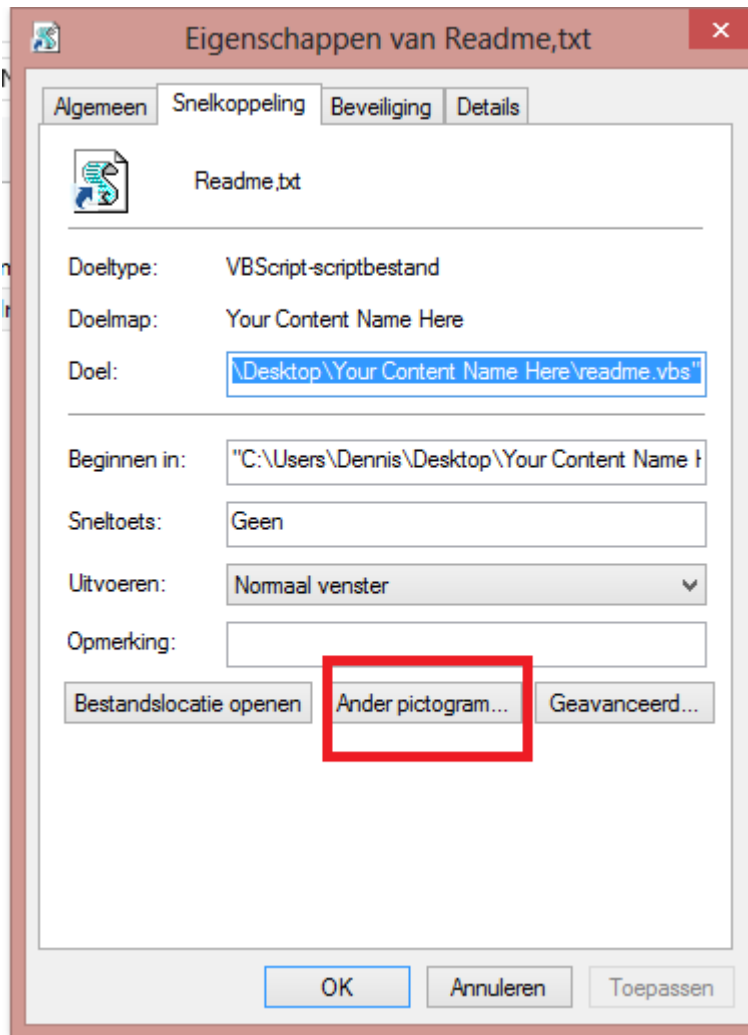 Eigenschappen van Readme,txt
Algemeen Snelkoppeling Beveiliging Details
Readme,txt
Doeltype: VBScript-scriptbestand
Doelmap: Your Content Name Here
Doel: \Desktop\Your Content Name Here\readme.vbs"
Beginnen in: "C:\Users\Dennis\Desktop\Your Content Name H
Sneltoets: Geen
Uitvoeren: Normaal venster
Opmerking:
Bestandslocatie openen Ander pictogram... Geavanceerd...
OK Annuleren Toepassen